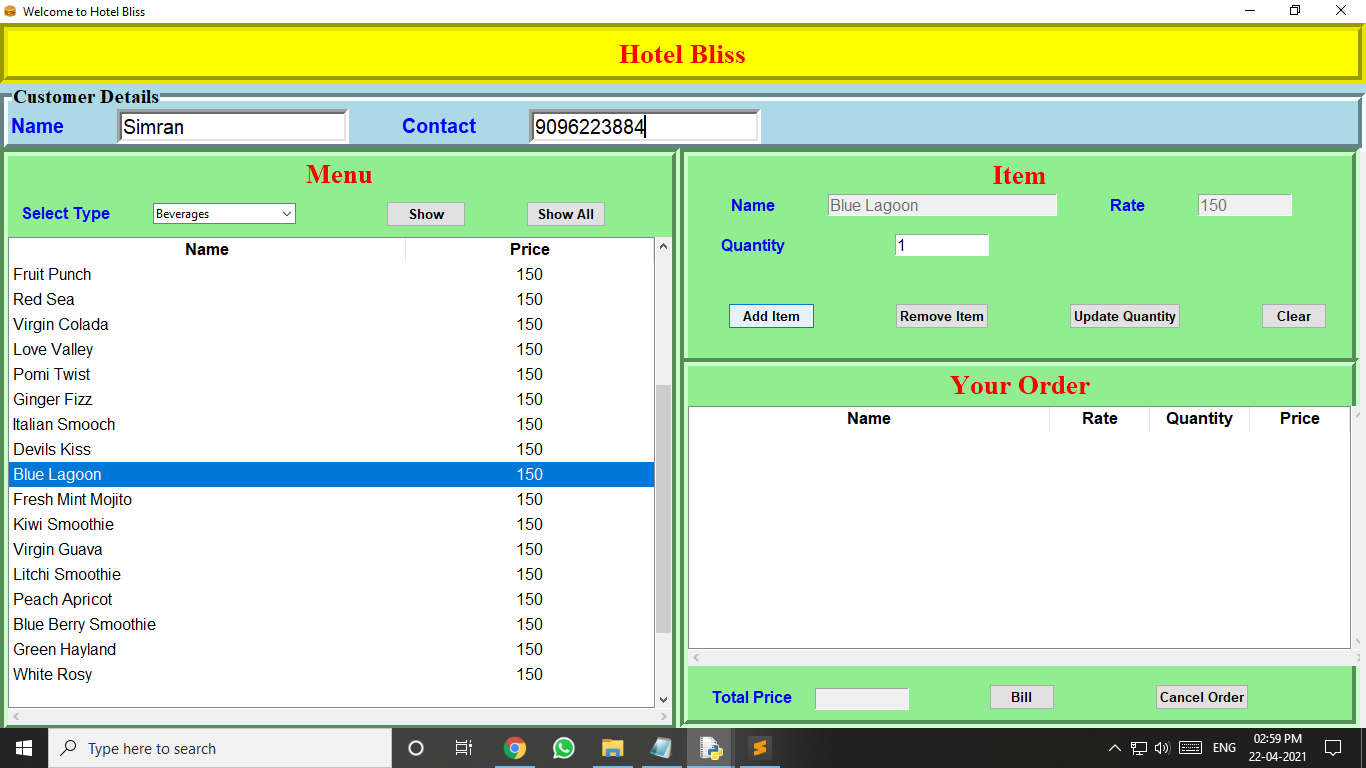 Welcome to Hotel Bliss
Hotel Bliss
Customer Details
Name Simran Contact 9096223884
Menu
Select Type Beverages Show Show All
Name Price
Fruit Punch 150
Red Sea 150
Virgin Colada 150
Love Valley 150
Pomi Twist 150
Ginger Fizz 150
Italian Smooch 150
Devils Kiss 150
Blue Lagoon 150
Fresh Mint Mojito 150
Kiwi Smoothie 150
Virgin Guava 150
Litchi Smoothie 150
Peach Apricot 150
Blue Berry Smoothie 150
Green Hayland 150
White Rosy 150
Item
Name Blue Lagoon Rate 150
Quantity 1
Add Item Remove Item Update Quantity Clear
Your Order
Name Rate Quantity Price
Total Price Bill Cancel Order
Type here to search
ENG
02:59 PM
22-04-2021